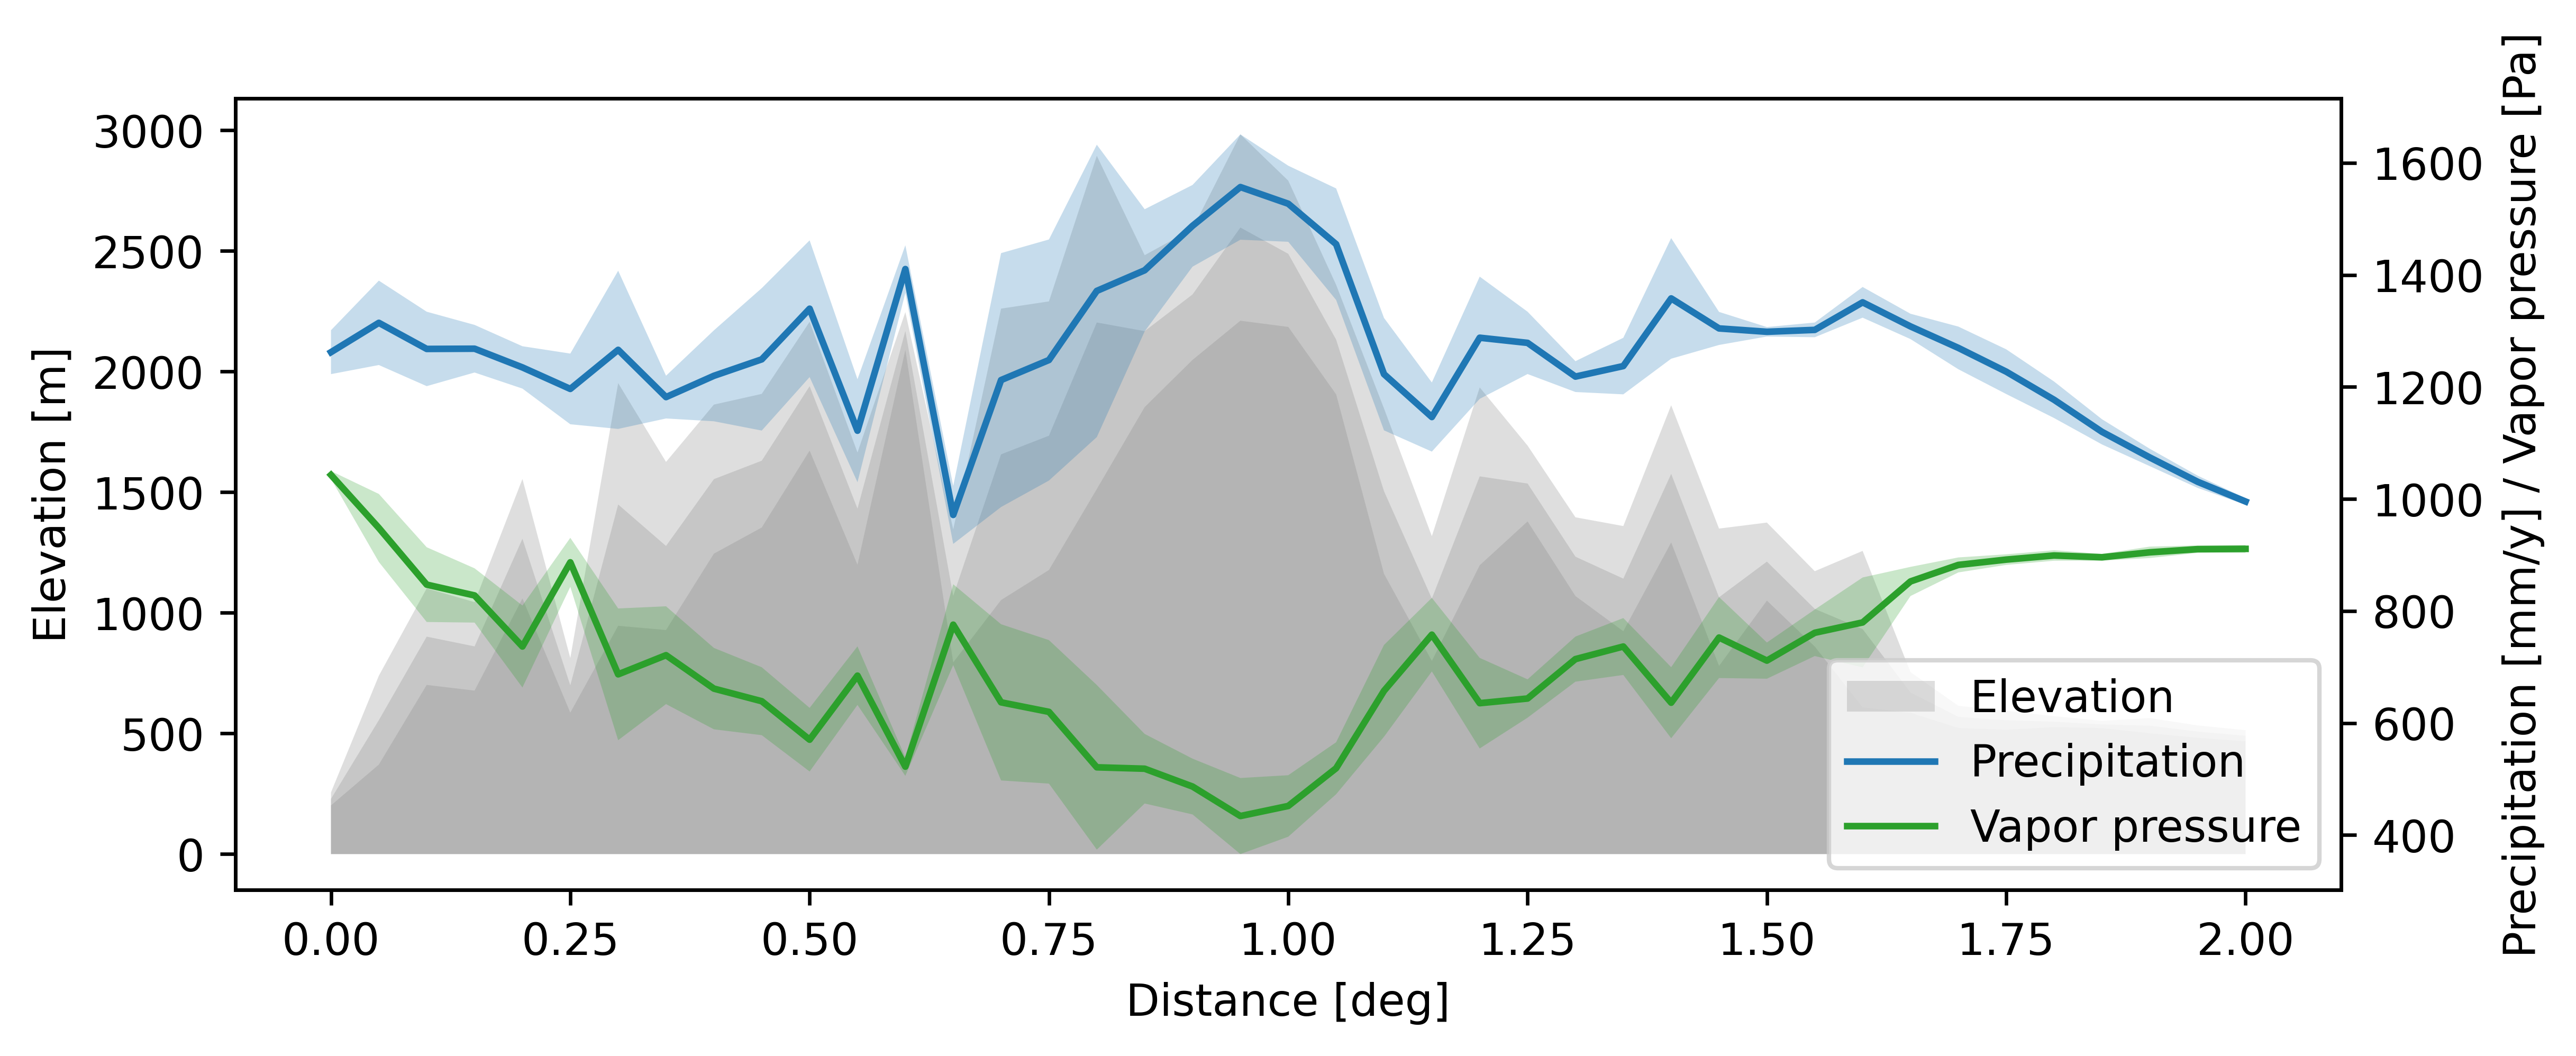 3000
2500
2000
1500
1000
500
0
Elevation [m]
0.00 0.25 0.50 0.75 1.00 1.25 1.50 1.75 2.00
Distance [deg]
1600
1400
1200
1000
800
600
400
Precipitation [mm/y] / Vapor pressure [Pa]
Elevation
Precipitation
Vapor pressure